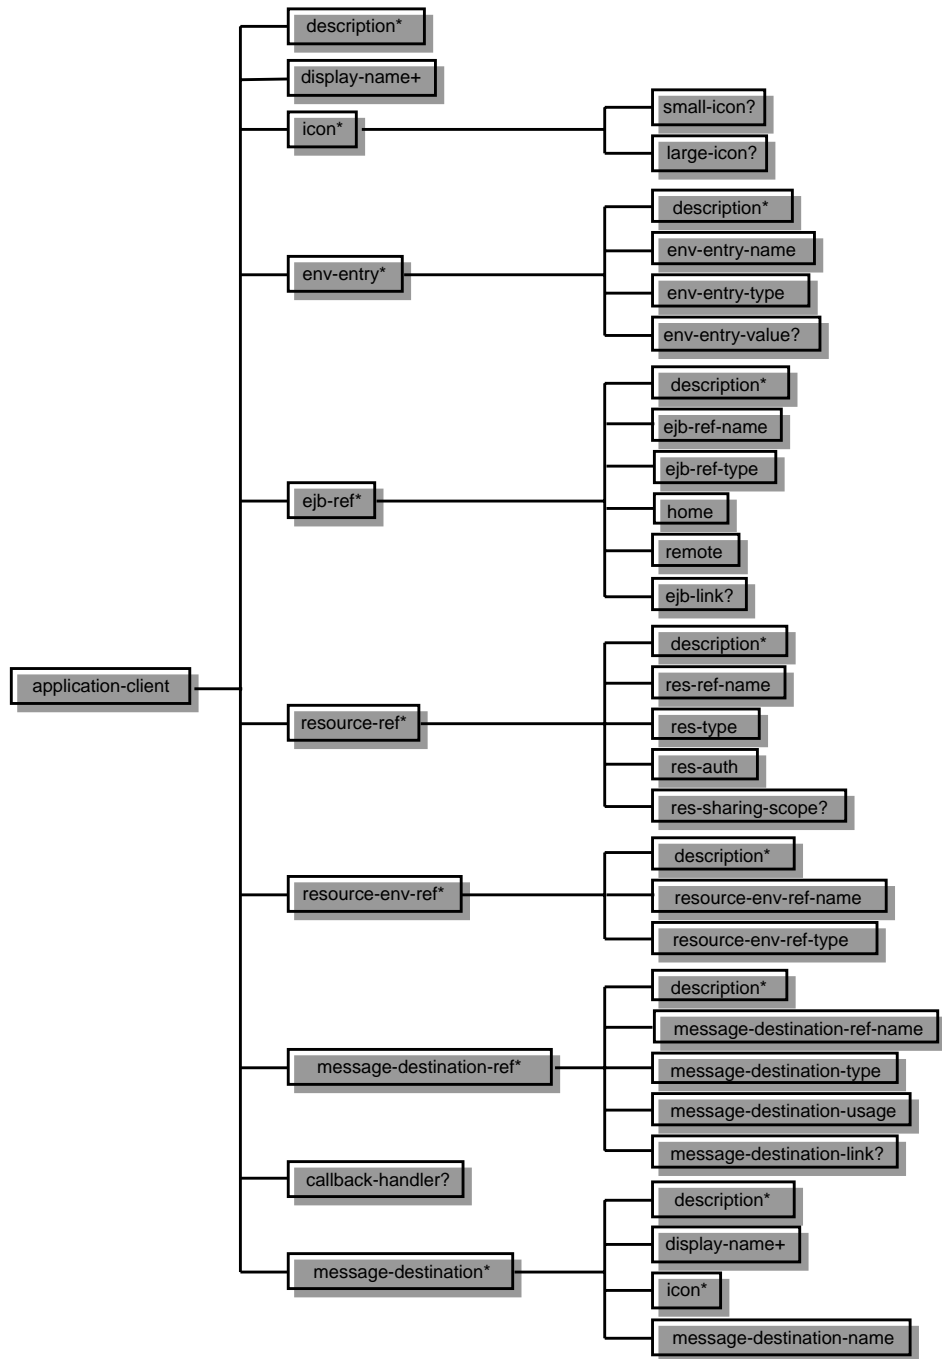 application-client
description*
display-name+
icon*
small-icon?
large-icon?
env-entry*
description*
env-entry-name
env-entry-type
env-entry-value?
ejb-ref*
description*
ejb-ref-name
ejb-ref-type
home
remote
ejb-link?
resource-ref*
description*
res-ref-name
res-type
res-auth
res-sharing-scope?
resource-env-ref*
description*
resource-env-ref-name
resource-env-ref-type
message-destination-ref*
description*
message-destination-ref-name
message-destination-type
message-destination-usage
message-destination-link?
callback-handler?
message-destination*
description*
display-name+
icon*
message-destination-name